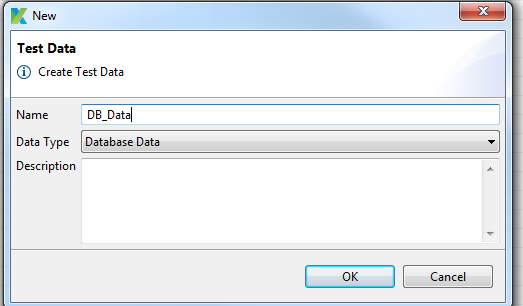 New
Test Data
Create Test Data
Name DB_Data
Data Type Database Data
Description
OK Cancel